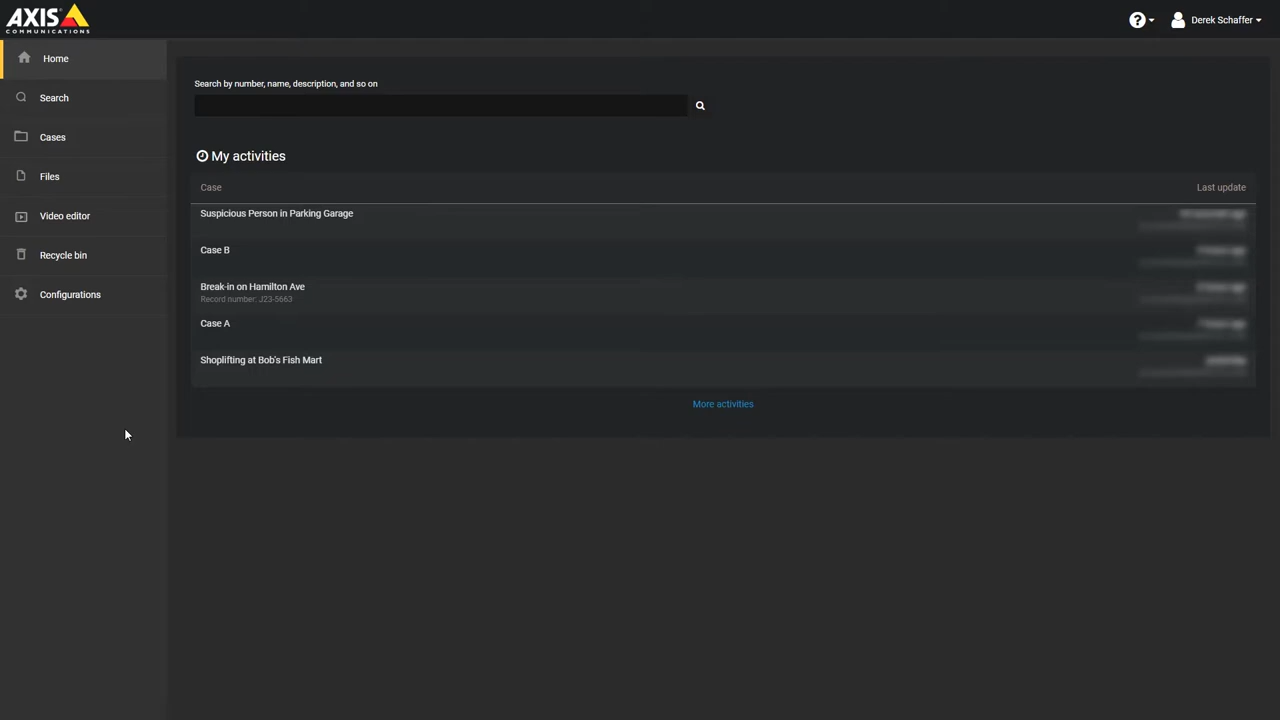 AXIS
COMMUNICATIONS
Derek Schaffer
Home
Search
Cases
Files
Video editor
Recycle bin
Configurations
Search by number, name, description, and so on
My activities
Case Last update
Suspicious Person in Parking Garage
Case B
Break-in on Hamilton Ave
Record number: J23-5663
Case A
Shoplifting at Bob's Fish Mart
More activities